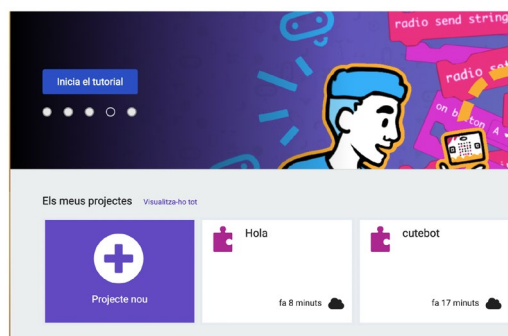 radio send string
Inicia el tutorial
radio set
on button A
Els meus projectes Visualitza-ho tot
Hola
cutebot
Projecte nou
fa 8 minuts
fa 17 minuts